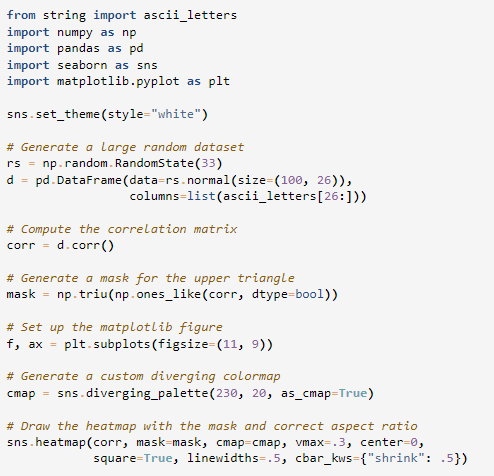 from string import ascii_letters
import numpy as np
import pandas as pd
import seaborn as sns
import matplotlib.pyplot as plt
sns.set_theme(style="white")
# Generate a large random dataset
rs = np.random.RandomState(33)
d = pd.DataFrame(data=rs.normal(size=(100, 26)),
                 columns=list(ascii_letters[26:]))
# Compute the correlation matrix
corr = d.corr()
# Generate a mask for the upper triangle
mask = np.triu(np.ones_like(corr, dtype=bool))
# Set up the matplotlib figure
f, ax = plt.subplots(figsize=(11, 9))
# Generate a custom diverging colormap
cmap = sns.diverging_palette(230, 20, as_cmap=True)
# Draw the heatmap with the mask and correct aspect ratio
sns.heatmap(corr, mask=mask, cmap=cmap, vmax=.3, center=0,
            square=True, linewidths=.5, cbar_kws={"shrink": .5})